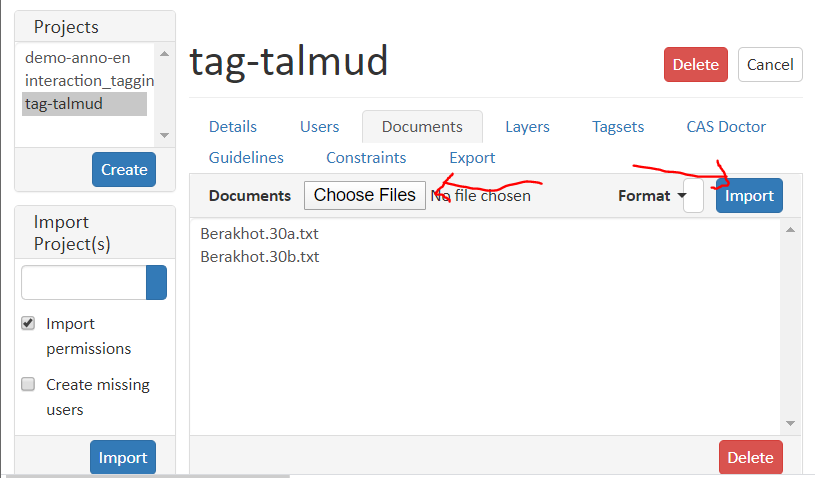 Projects
demo-anno-en
interaction_taggin
tag-talmud
Create
Import
Project(s)
Import
permissions
Create missing
users
Import
tag-talmud
Delete Cancel
Details Users Documents Layers Tagsets CAS Doctor
Guidelines Constraints Export
Documents Choose Files No file chosen Format Import
Berakhot.30a.txt
Berakhot.30b.txt
Delete